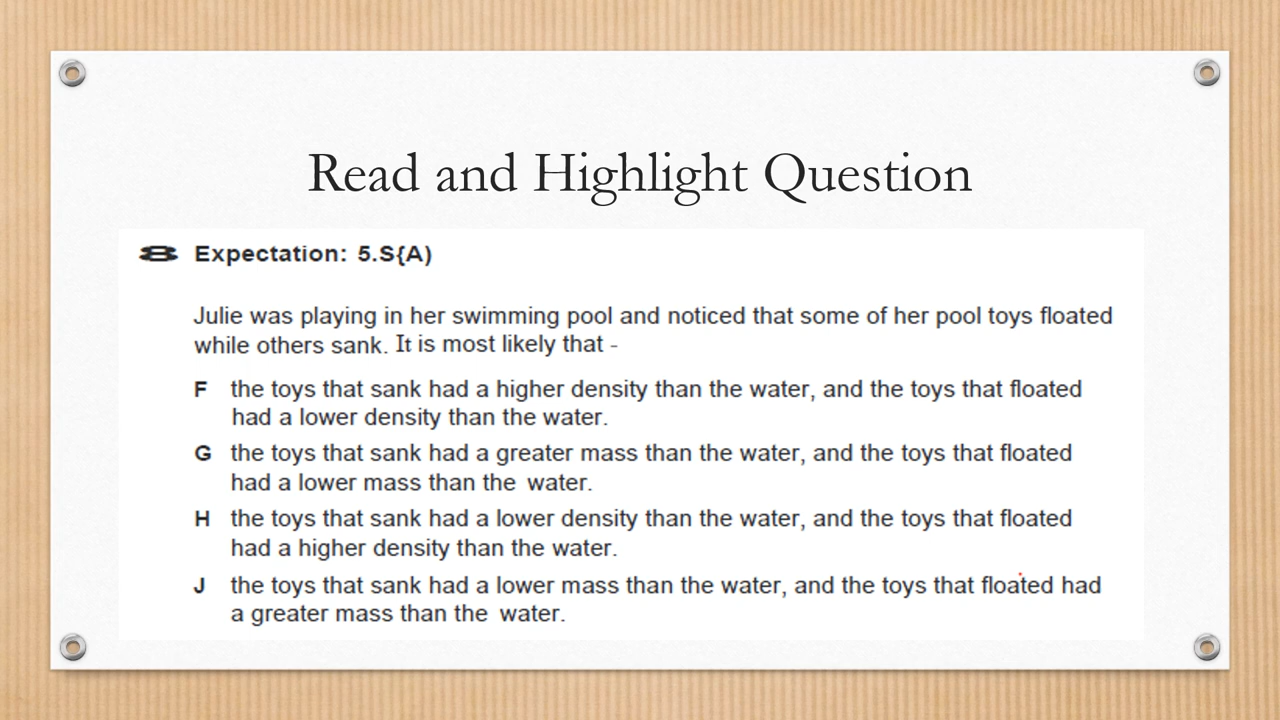 Read and Highlight Question
8 Expectation: 5.S{A)
Julie was playing in her swimming pool and noticed that some of her pool toys floated
while others sank. It is most likely that -
F the toys that sank had a higher density than the water, and the toys that floated
had a lower density than the water.
G the toys that sank had a greater mass than the water, and the toys that floated
had a lower mass than the water.
H the toys that sank had a lower density than the water, and the toys that floated
had a higher density than the water.
J the toys that sank had a lower mass than the water, and the toys that floated had
a greater mass than the water.